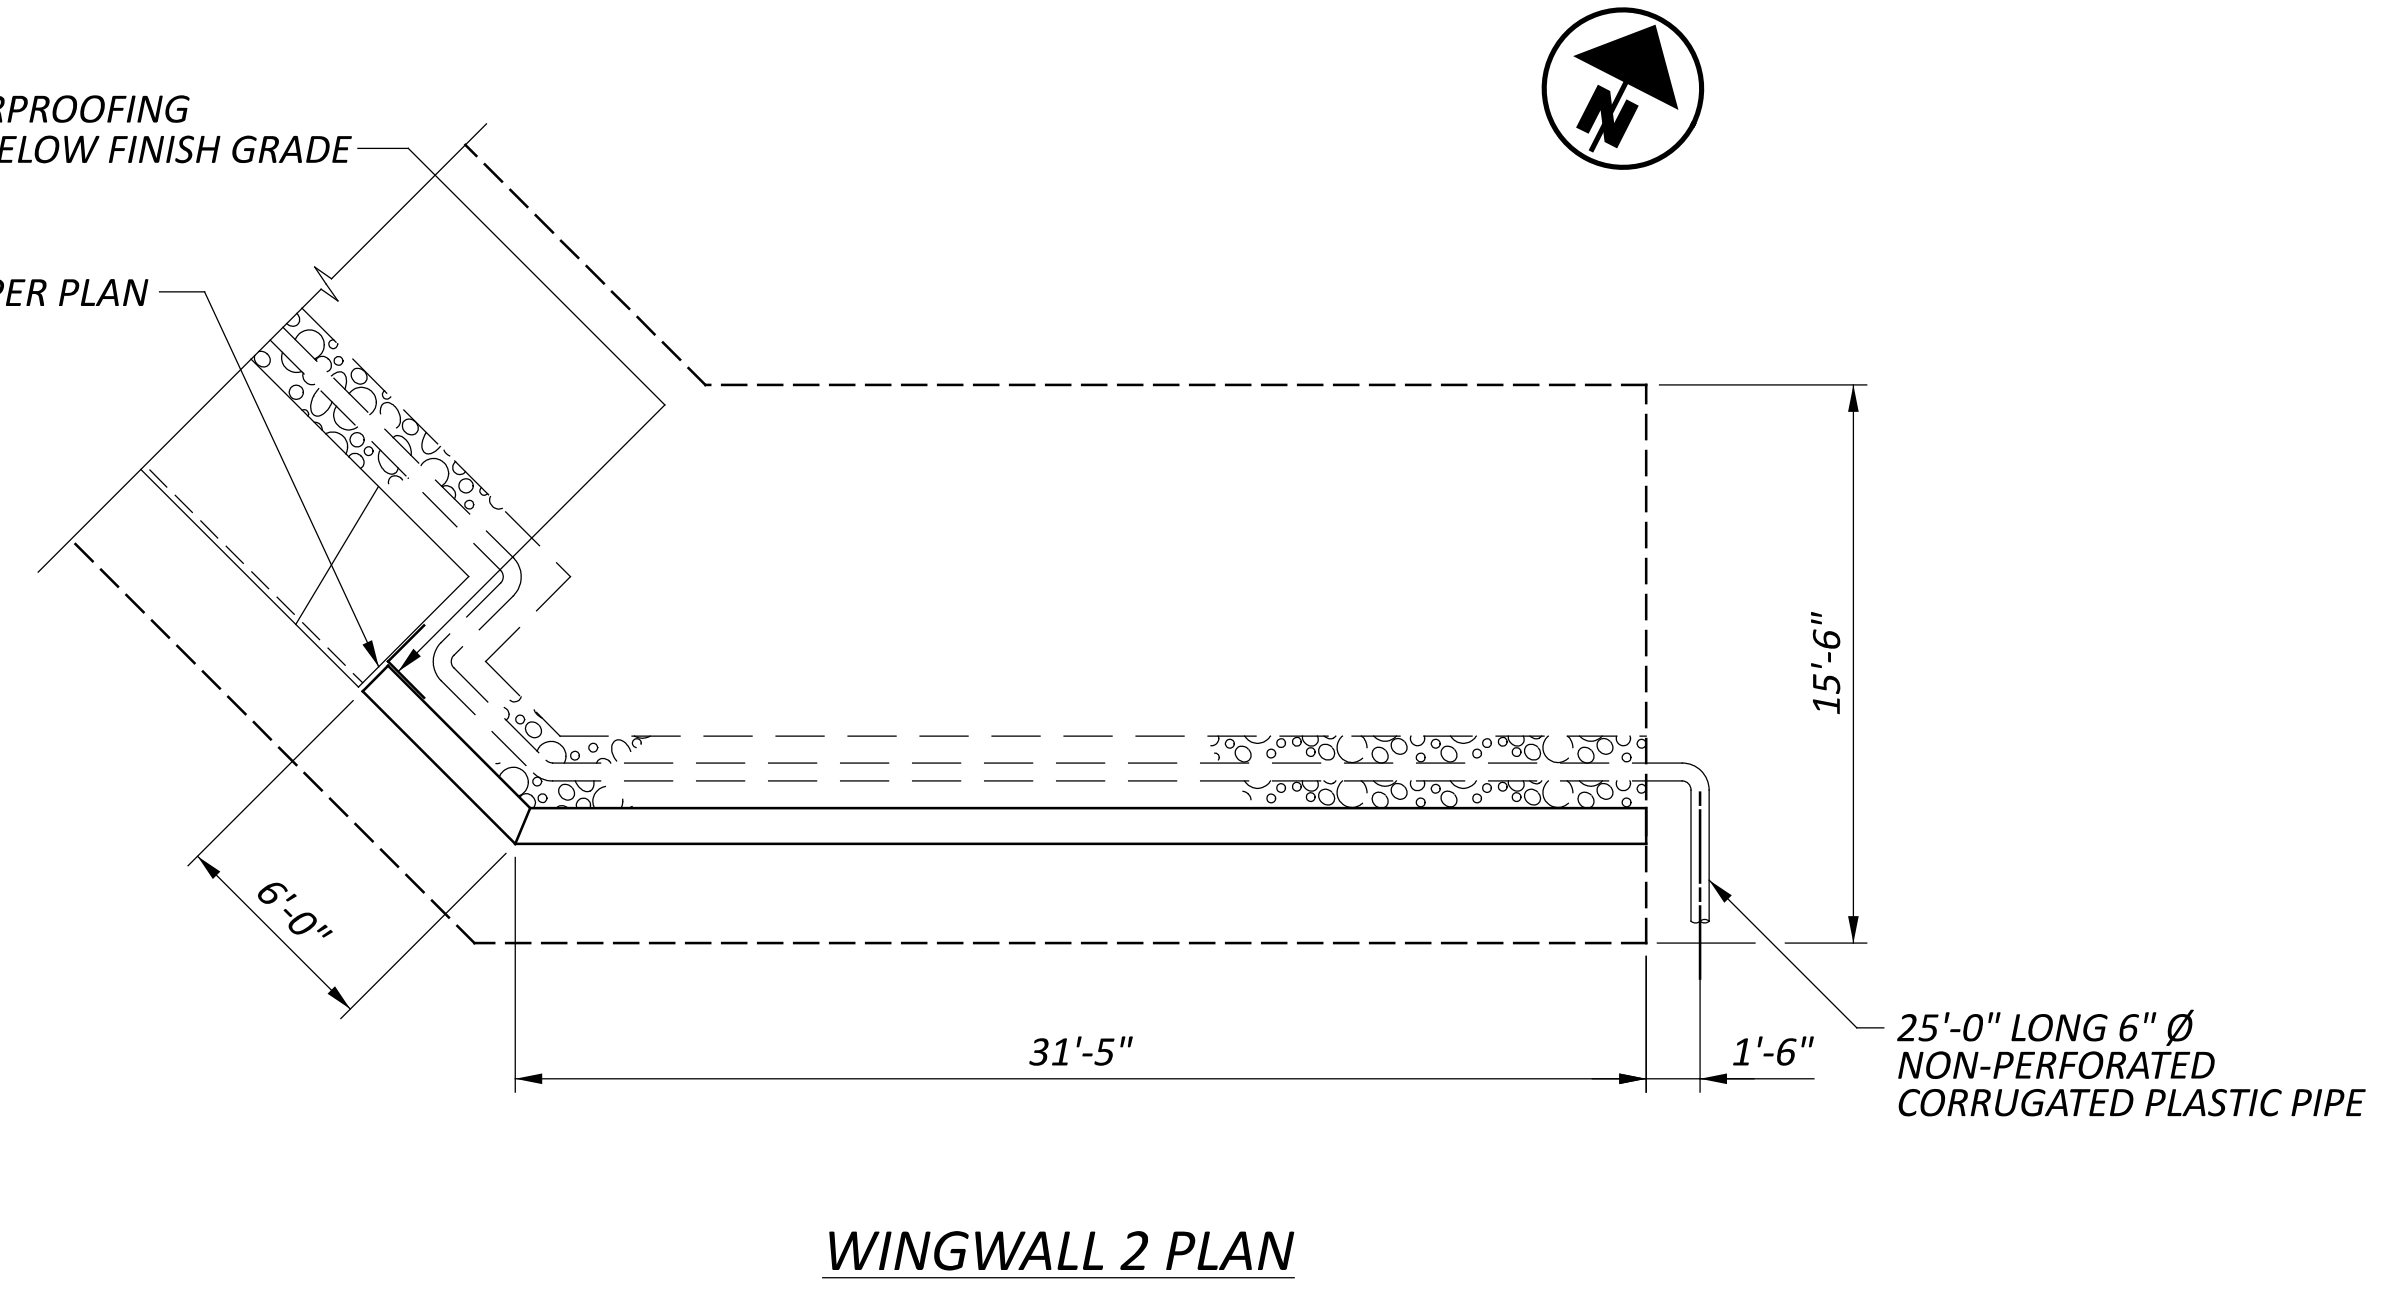 RPROOFING
ELOW FINISH GRADE
PER PLAN
N
15'-6"
6'-0"
31'-5"
1'-6"
25'-0" LONG 6" Ø
NON-PERFORATED
CORRUGATED PLASTIC PIPE
WINGWALL 2 PLAN